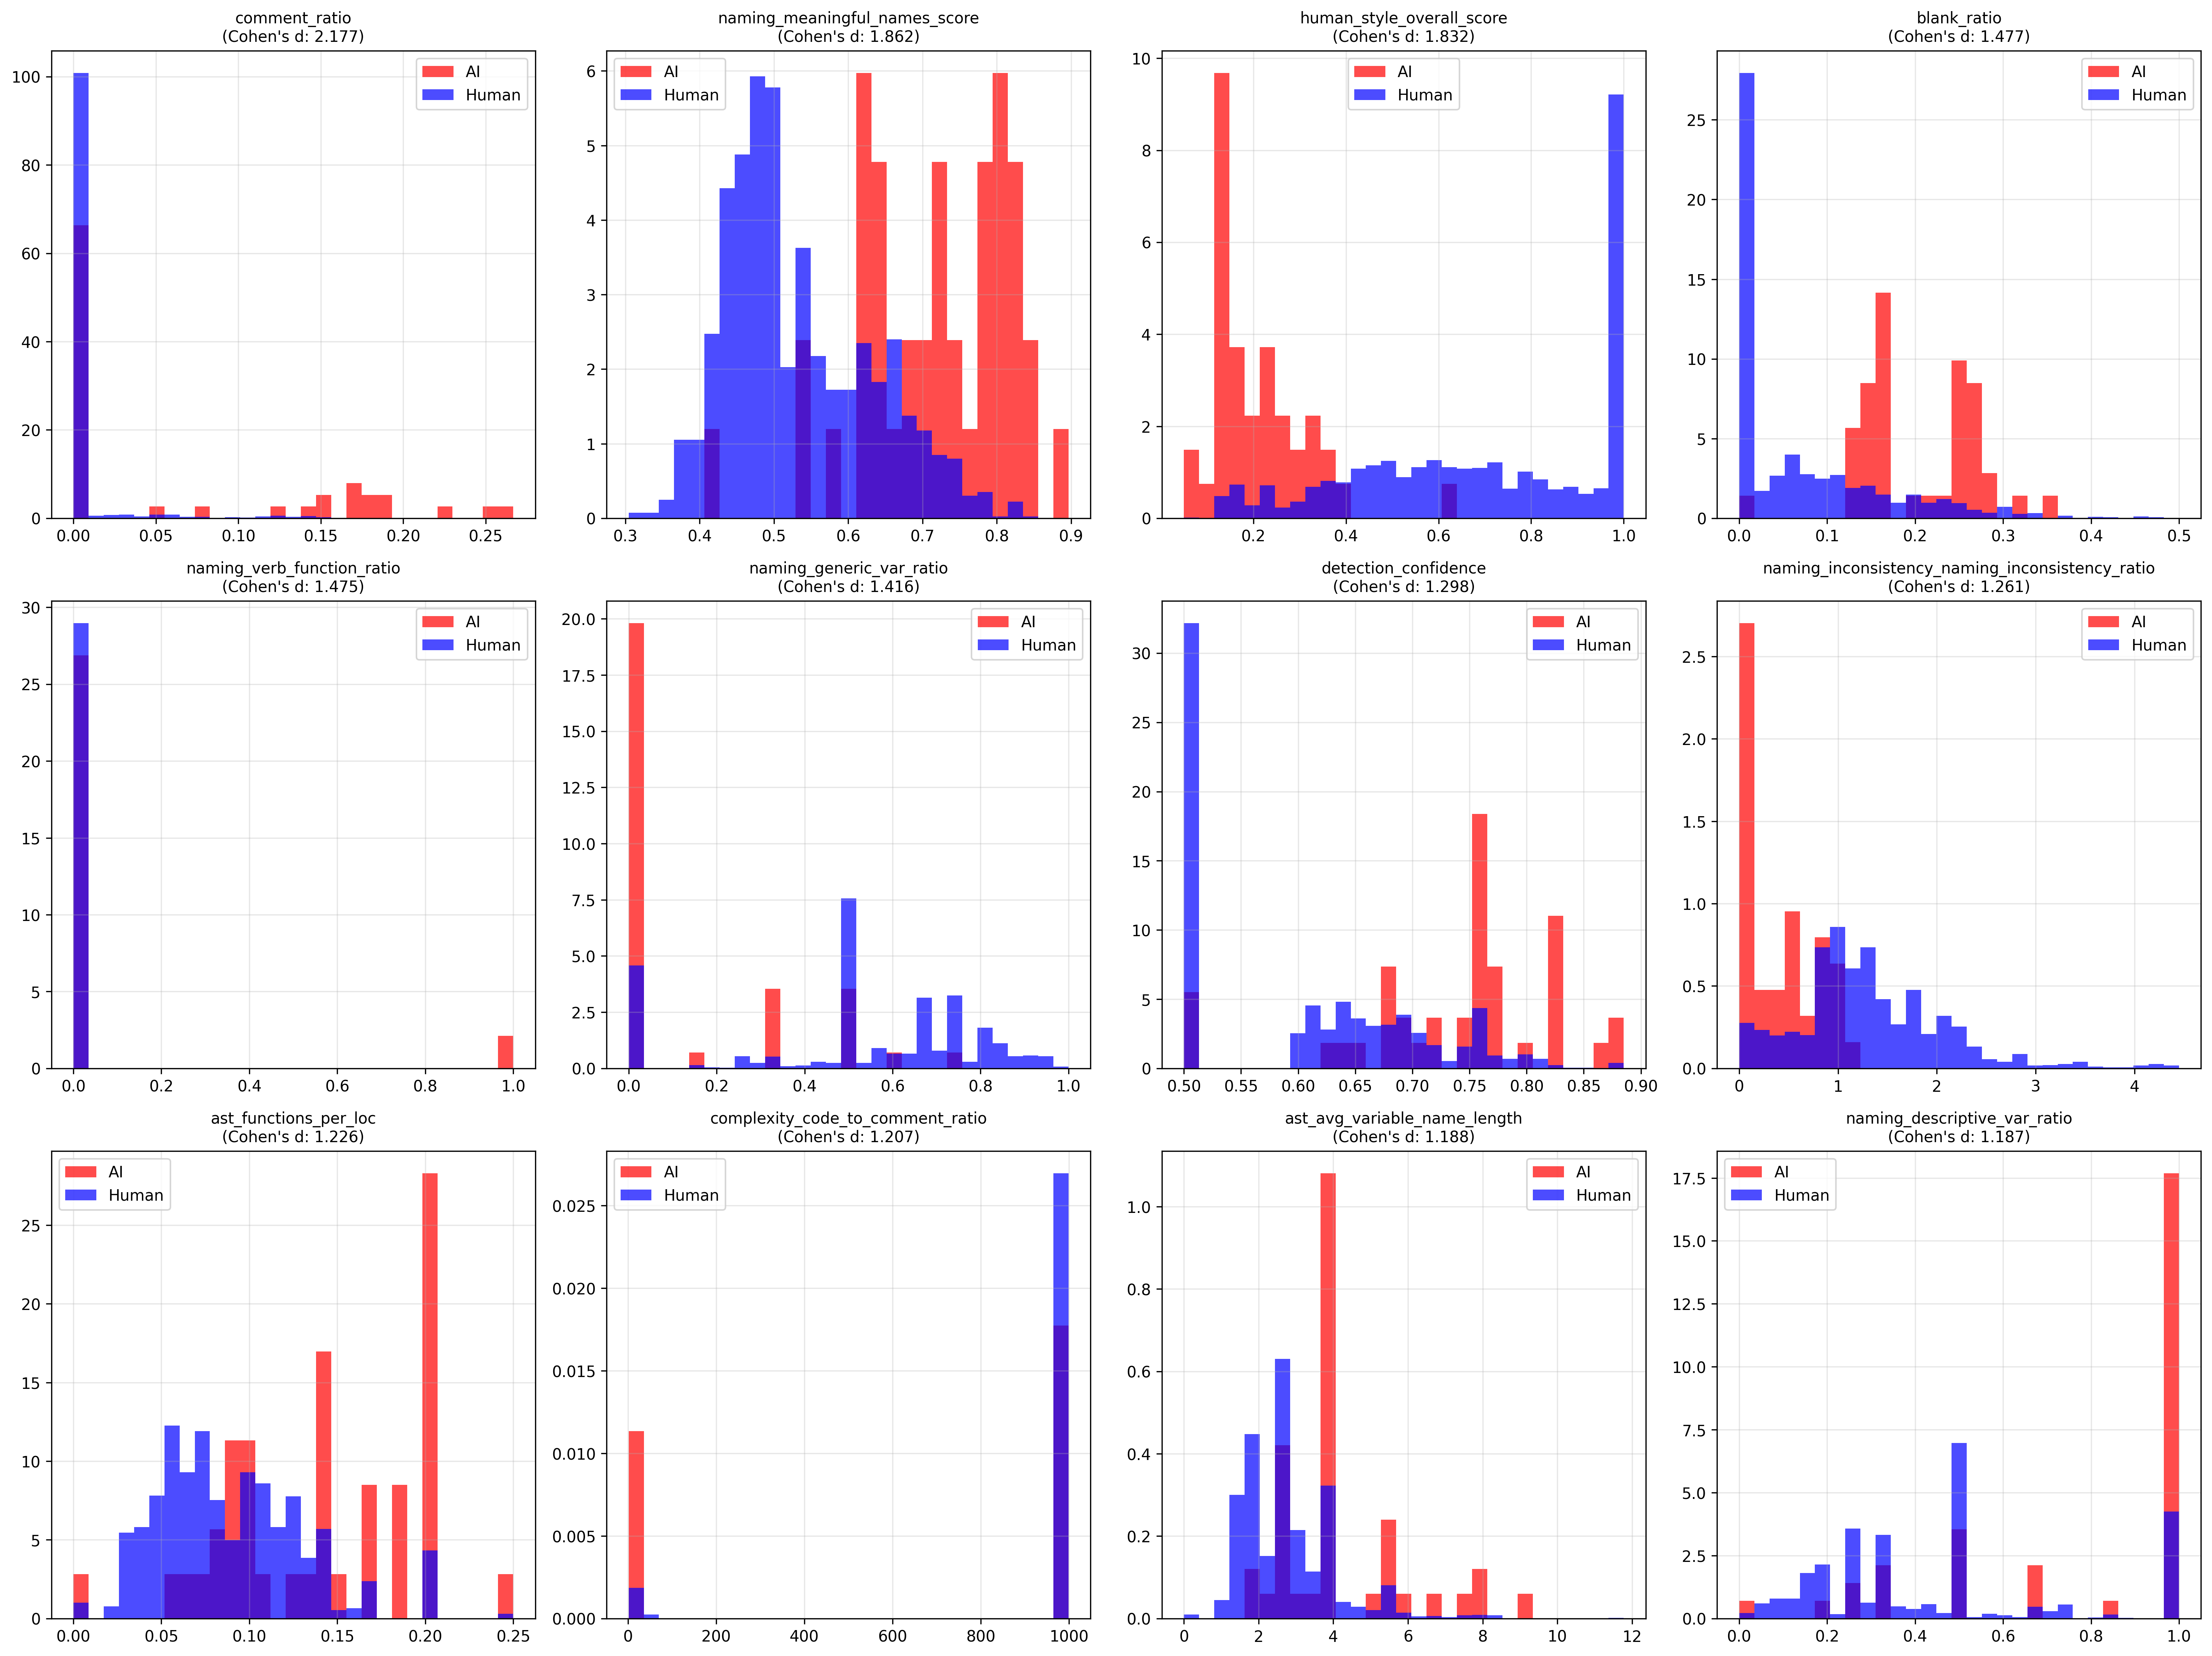 comment_ratio
(Cohen's d: 2.177)
100
80
60
40
20
0
0.00 0.05 0.10 0.15 0.20 0.25
AI
Human
naming_meaningful_names_score
(Cohen's d: 1.862)
6
5
4
3
2
1
0
0.3 0.4 0.5 0.6 0.7 0.8 0.9
AI
Human
human_style_overall_score
(Cohen's d: 1.832)
10
8
6
4
2
0
0.2 0.4 0.6 0.8 1.0
AI
Human
blank_ratio
(Cohen's d: 1.477)
25
20
15
10
5
0
0.0 0.1 0.2 0.3 0.4 0.5
AI
Human
naming_verb_function_ratio
(Cohen's d: 1.475)
30
25
20
15
10
5
0
0.0 0.2 0.4 0.6 0.8 1.0
AI
Human
naming_generic_var_ratio
(Cohen's d: 1.416)
20.0
17.5
15.0
12.5
10.0
7.5
5.0
2.5
0.0
0.0 0.2 0.4 0.6 0.8 1.0
AI
Human
detection_confidence
(Cohen's d: 1.298)
30
25
20
15
10
5
0
0.50 0.55 0.60 0.65 0.70 0.75 0.80 0.85 0.90
AI
Human
naming_inconsistency_naming_inconsistency_ratio
(Cohen's d: 1.261)
2.5
2.0
1.5
1.0
0.5
0.0
0 1 2 3 4
AI
Human
ast_functions_per_loc
(Cohen's d: 1.226)
25
20
15
10
5
0
0.00 0.05 0.10 0.15 0.20 0.25
AI
Human
complexity_code_to_comment_ratio
(Cohen's d: 1.207)
0.025
0.020
0.015
0.010
0.005
0.000
0 200 400 600 800 1000
AI
Human
ast_avg_variable_name_length
(Cohen's d: 1.188)
1.0
0.8
0.6
0.4
0.2
0.0
0 2 4 6 8 10 12
AI
Human
naming_descriptive_var_ratio
(Cohen's d: 1.187)
17.5
15.0
12.5
10.0
7.5
5.0
2.5
0.0
0.0 0.2 0.4 0.6 0.8 1.0
AI
Human